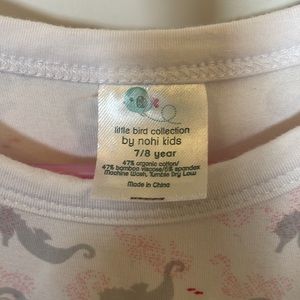 little bird collection
by nohi kids
7/8 year
47% organic cotton/
47% bamboo viscose/6% spandex
Machine Wash, Tumble Dry Low
Made in China